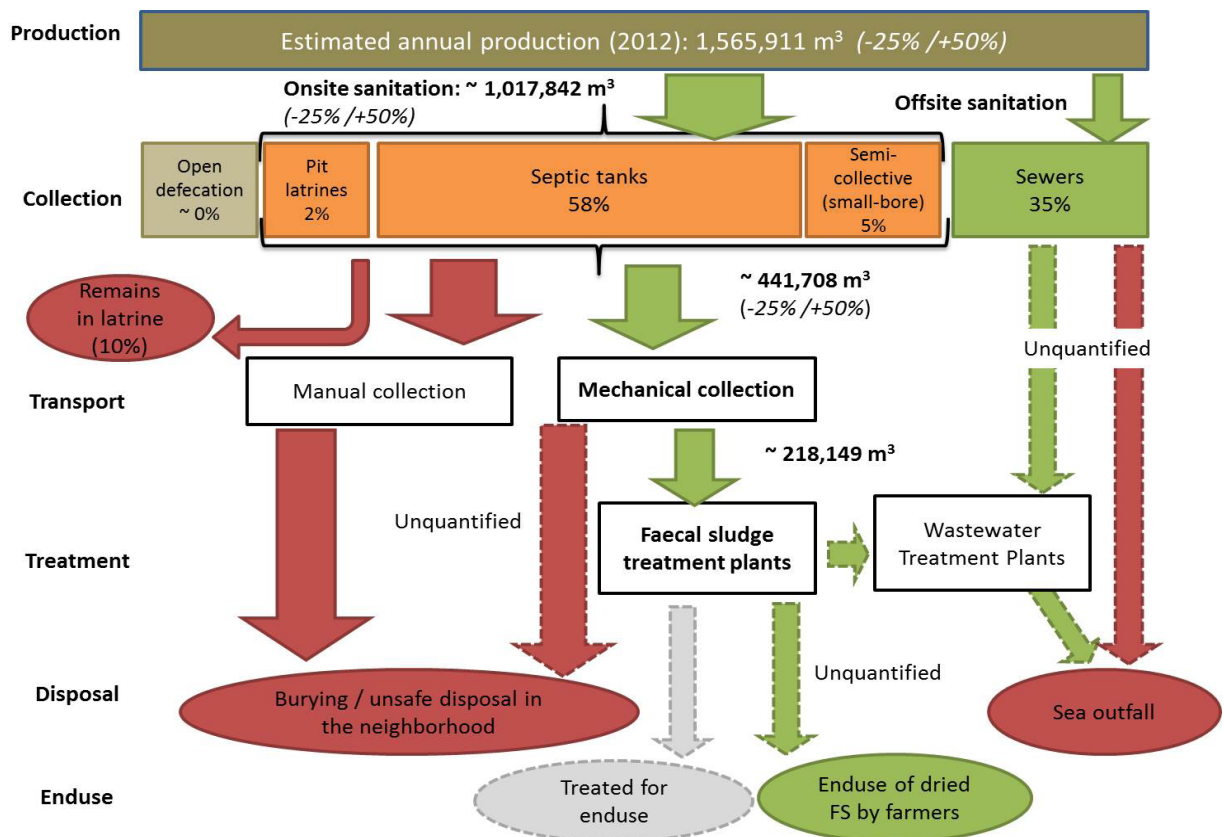 Production
Estimated annual production (2012): 1,565,911 m³ (-25% /+50%)
Onsite sanitation: ~ 1,017,842 m³
(-25% /+50%)
Offsite sanitation
Collection
Open
defecation
~ 0%
Pit
latrines
2%
Septic tanks
58%
Semi-
collective
(small-bore)
5%
Sewers
35%
~ 441,708 m³
(-25% /+50%)
Remains
in latrine
(10%)
Unquantified
Transport
Manual collection
Mechanical collection
~ 218,149 m³
Unquantified
Treatment
Faecal sludge
treatment plants
Wastewater
Treatment Plants
Unquantified
Disposal
Burying / unsafe disposal in
the neighborhood
Sea outfall
Enduse
Treated for
enduse
Enduse of dried
FS by farmers